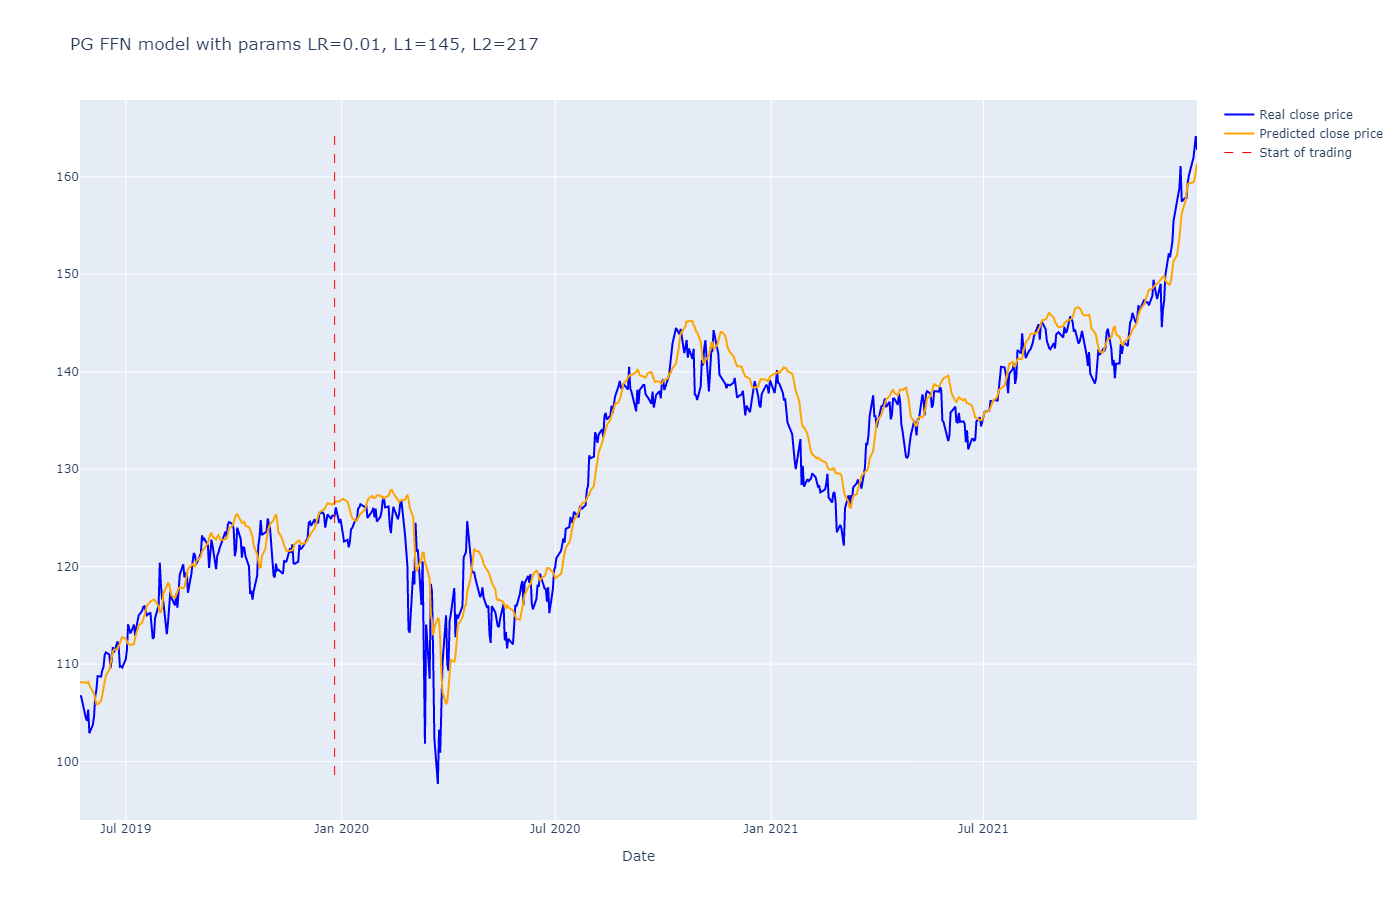 PG FFN model with params LR=0.01, L1=145, L2=217
Real close price
Predicted close price
Start of trading
160
150
140
130
120
110
100
Jul 2019
Jan 2020
Jul 2020
Jan 2021
Jul 2021
Date